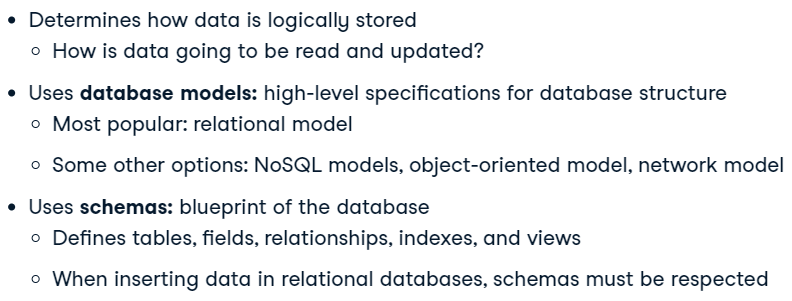 • Determines how data is logically stored
○ How is data going to be read and updated?
• Uses database models: high-level specifications for database structure
○ Most popular: relational model
○ Some other options: NoSQL models, object-oriented model, network model
• Uses schemas: blueprint of the database
○ Defines tables, fields, relationships, indexes, and views
○ When inserting data in relational databases, schemas must be respected